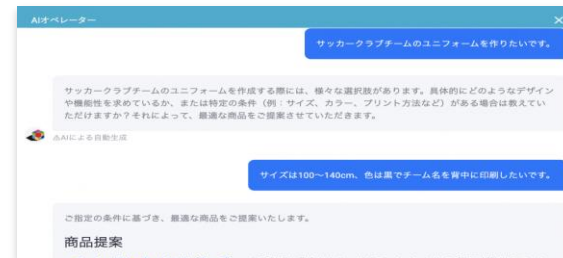 AIオペレーター
サッカークラブチームのユニフォームを作りたいです。
サッカークラブチームのユニフォームを作成する際には、様々な選択肢があります。具体的にどのようなデザイン
や機能性を求めているか、または特定の条件（例：サイズ、カラー、プリント方法など）がある場合は教えてい
ただけますか？それによって、最適な商品をご提案させていただきます。
⚠AIによる自動生成
サイズは100〜140cm、色は黒でチーム名を背中に印刷したいです。
ご指定の条件に基づき、最適な商品をご提案いたします。
商品提案